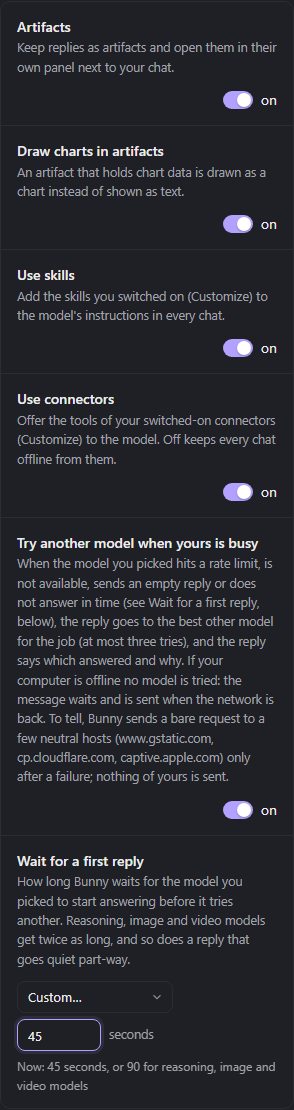 Artifacts
Keep replies as artifacts and open them in their
own panel next to your chat.
on
Draw charts in artifacts
An artifact that holds chart data is drawn as a
chart instead of shown as text.
on
Use skills
Add the skills you switched on (Customize) to
the model's instructions in every chat.
on
Use connectors
Offer the tools of your switched-on connectors
(Customize) to the model. Off keeps every chat
offline from them.
on
Try another model when yours is busy
When the model you picked hits a rate limit, is
not available, sends an empty reply or does
not answer in time (see Wait for a first reply,
below), the reply goes to the best other model
for the job (at most three tries), and the reply
says which answered and why. If your
computer is offline no model is tried: the
message waits and is sent when the network is
back. To tell, Bunny sends a bare request to a
few neutral hosts (www.gstatic.com,
cp.cloudflare.com, captive.apple.com) only
after a failure; nothing of yours is sent.
on
Wait for a first reply
How long Bunny waits for the model you
picked to start answering before it tries
another. Reasoning, image and video models
get twice as long, and so does a reply that
goes quiet part-way.
Custom...
45 seconds
Now: 45 seconds, or 90 for reasoning, image and
video models